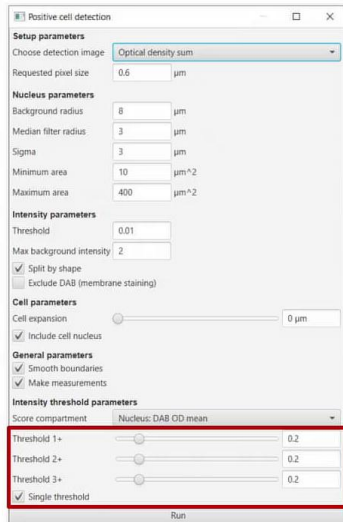 Positive cell detection
Setup parameters
Choose detection image Optical density sum
Requested pixel size 0.6 µm
Nucleus parameters
Background radius 8 µm
Median filter radius 3 µm
Sigma 3 µm
Minimum area 10 µm^2
Maximum area 400 µm^2
Intensity parameters
Threshold 0.01
Max background intensity 2
Split by shape
Exclude DAB (membrane staining)
Cell parameters
Cell expansion 0 µm
Include cell nucleus
General parameters
Smooth boundaries
Make measurements
Intensity threshold parameters
Score compartment Nucleus: DAB OD mean
Threshold 1+ 0.2
Threshold 2+ 0.2
Threshold 3+ 0.2
Single threshold
Run